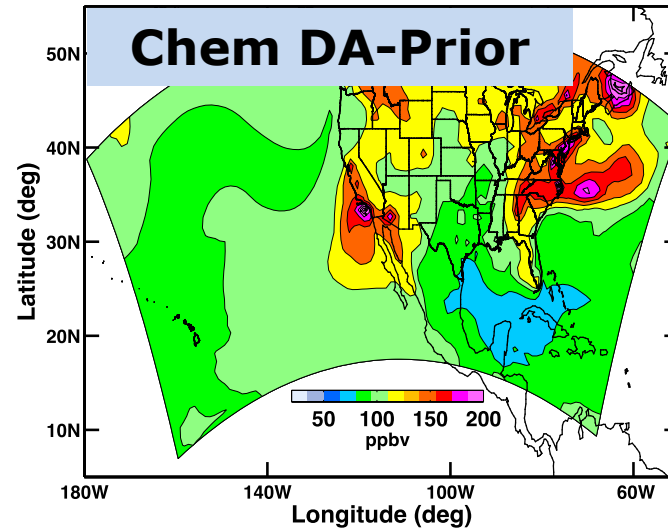 Chem DA-Prior
50N
40N
30N
20N
10N
Latitude (deg)
50 100 150 200
ppbv
180W 140W 100W 60W
Longitude (deg)